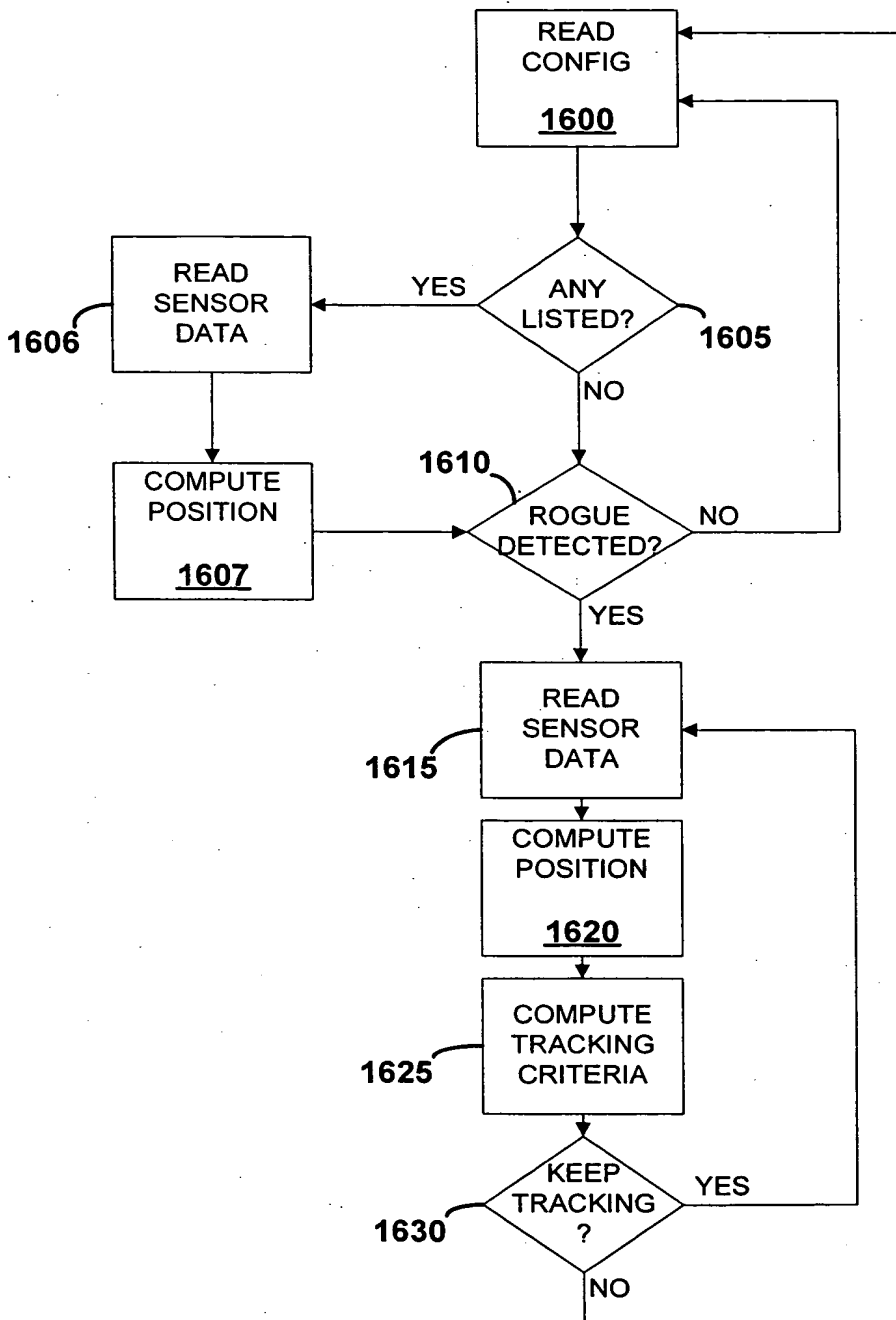 READ
CONFIG
1600
ANY
LISTED?
YES
NO
1605
READ
SENSOR
DATA
1606
COMPUTE
POSITION
1607
1610
ROGUE
DETECTED?
NO
YES
READ
SENSOR
DATA
1615
COMPUTE
POSITION
1620
COMPUTE
TRACKING
CRITERIA
1625
KEEP
TRACKING
?
YES
1630
NO